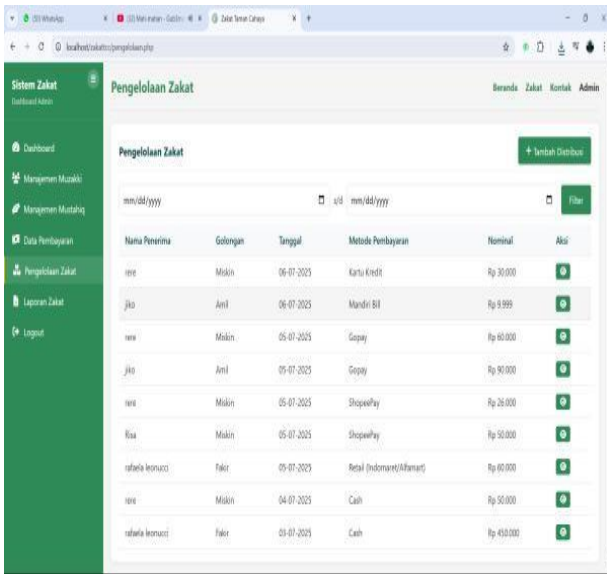 (33) WhatsApp
Zakat Taman Cahaya
Sistem Zakat
Dashboard Admin
Pengelolaan Zakat
Beranda Zakat Kontak Admin
Dashboard
Manajemen Muzakki
Manajemen Mustahiq
Data Pembayaran
Pengelolaan Zakat
Laporan Zakat
Logout
Pengelolaan Zakat
+ Tambah Distribusi
mm/dd/yyyy s/d mm/dd/yyyy Filter
Nama Penerima Golongan Tanggal Metode Pembayaran Nominal Aksi
rere Miskin 06-07-2025 Kartu Kredit Rp 30.000
jiko Amil 06-07-2025 Mandiri Bill Rp 9.999
rere Miskin 05-07-2025 Gopay Rp 60.000
jiko Amil 05-07-2025 Gopay Rp 90.000
rere Miskin 05-07-2025 ShopeePay Rp 26.000
Risa Miskin 05-07-2025 ShopeePay Rp 50.000
rafaela leonucci Fakir 05-07-2025 Retail (Indomaret/Alfamart) Rp 60.000
rere Miskin 04-07-2025 Cash Rp 50.000
rafaela leonucci Fakir 03-07-2025 Cash Rp 450.000